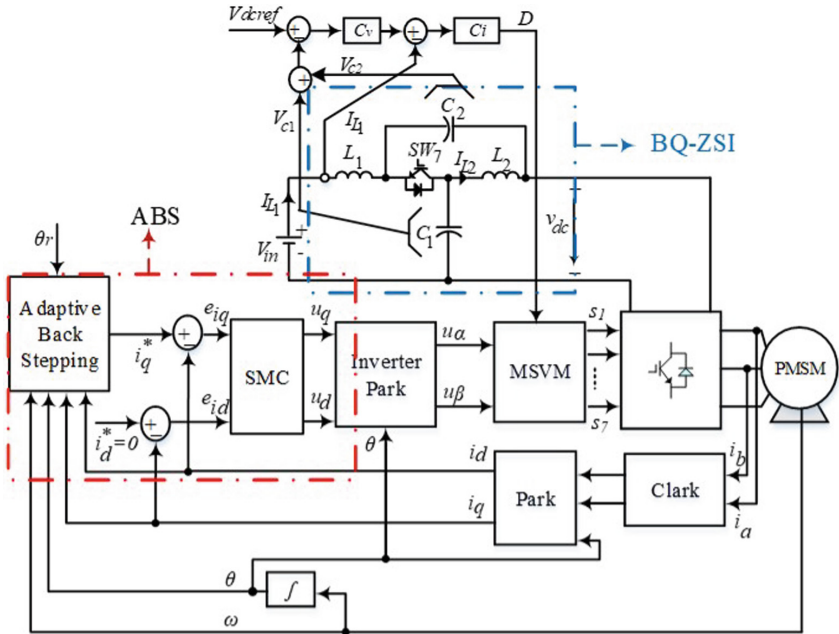 Vdcref
Cv
Ci
D
Vc2
Vc1
IL1
C2
BQ-ZSI
L1
SW7
IL2
L2
IL1
C1
vdc
Vin
+
-
ABS
θr
Adaptive
Back
Stepping
iq*
eiq
eid
id*=0
SMC
uq
ud
Inverter
Park
θ
uα
uβ
MSVM
s1
s7
PMSM
id
iq
Park
Clark
ib
ia
θ
∫
ω